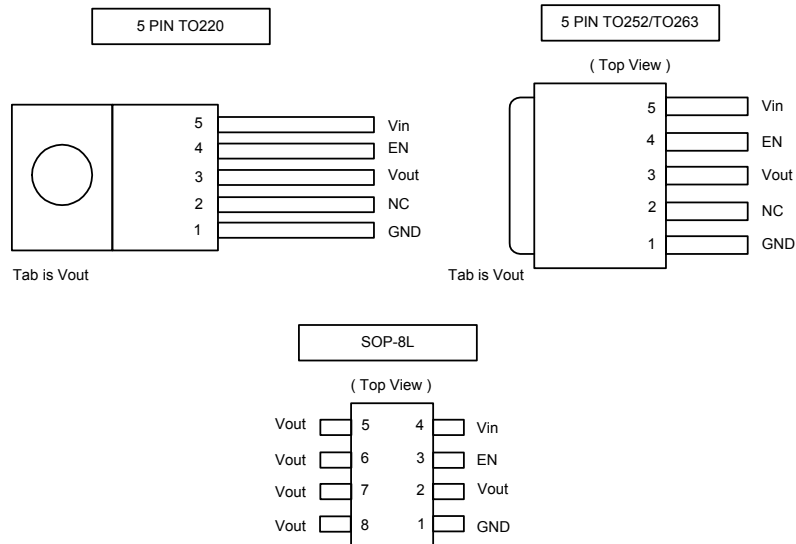 5 PIN TO220
5 Vin
4 EN
3 Vout
2 NC
1 GND
Tab is Vout
5 PIN TO252/TO263
( Top View )
5 Vin
4 EN
3 Vout
2 NC
1 GND
Tab is Vout
SOP-8L
( Top View )
Vout 5 4 Vin
Vout 6 3 EN
Vout 7 2 Vout
Vout 8 1 GND